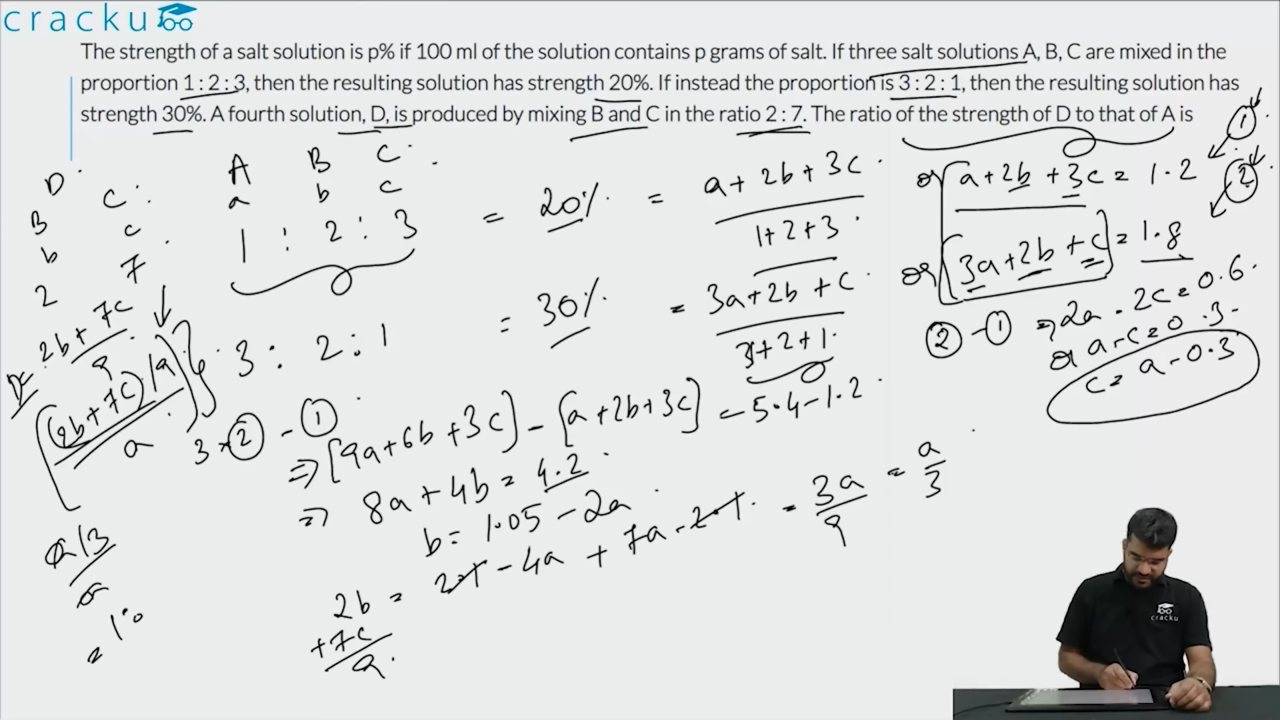 cracku
The strength of a salt solution is p% if 100 ml of the solution contains p grams of salt. If three salt solutions A, B, C are mixed in the
proportion 1 : 2 : 3, then the resulting solution has strength 20%. If instead the proportion is 3 : 2 : 1, then the resulting solution has
strength 30%. A fourth solution, D, is produced by mixing B and C in the ratio 2 : 7. The ratio of the strength of D to that of A is
D
B C
b c
2 7
D = 2b + 7c / 9
(2b + 7c)/9 / a
a/3 / a
A B C
a b c
1 : 2 : 3 = 20% = a + 2b + 3c / 1+2+3
3 : 2 : 1 = 30% = 3a + 2b + c / 3+2+1
or a + 2b + 3c = 1.2 ①
or 3a + 2b + c = 1.8 ②
② - ① ⇒ 2a - 2c = 0.6
or a - c = 0.3
c = a - 0.3
3 × ② - ①
⇒ [9a + 6b + 3c] - [a + 2b + 3c] = 5.4 - 1.2
⇒ 8a + 4b = 4.2
b = 1.05 - 2a
2b + 7c / 9 = 2.1 - 4a + 7a - 2.1 = 3a / 9 = a / 3
cracku